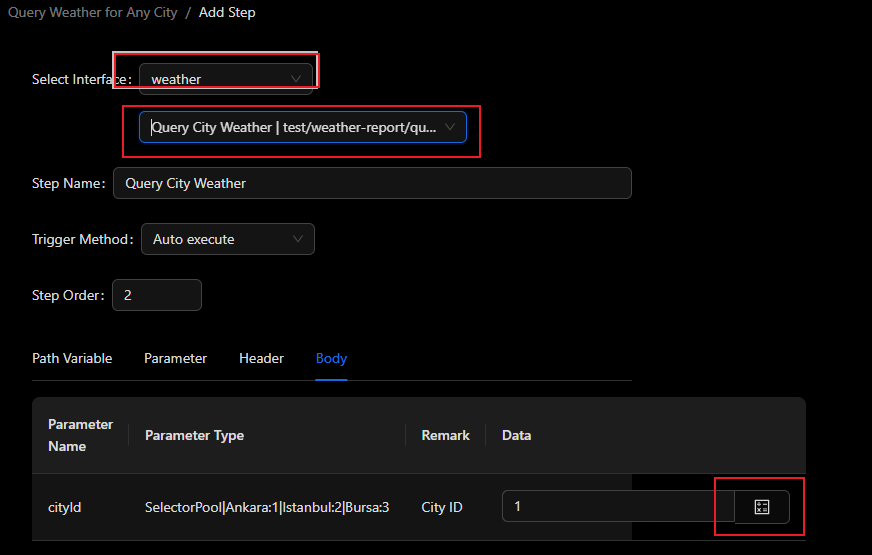 Query Weather for Any City / Add Step
Select Interface: weather
Query City Weather | test/weather-report/qu...
Step Name: Query City Weather
Trigger Method: Auto execute
Step Order: 2
Path Variable Parameter Header Body
Parameter Name Parameter Type Remark Data
cityId SelectorPool|Ankara:1|Istanbul:2|Bursa:3 City ID 1